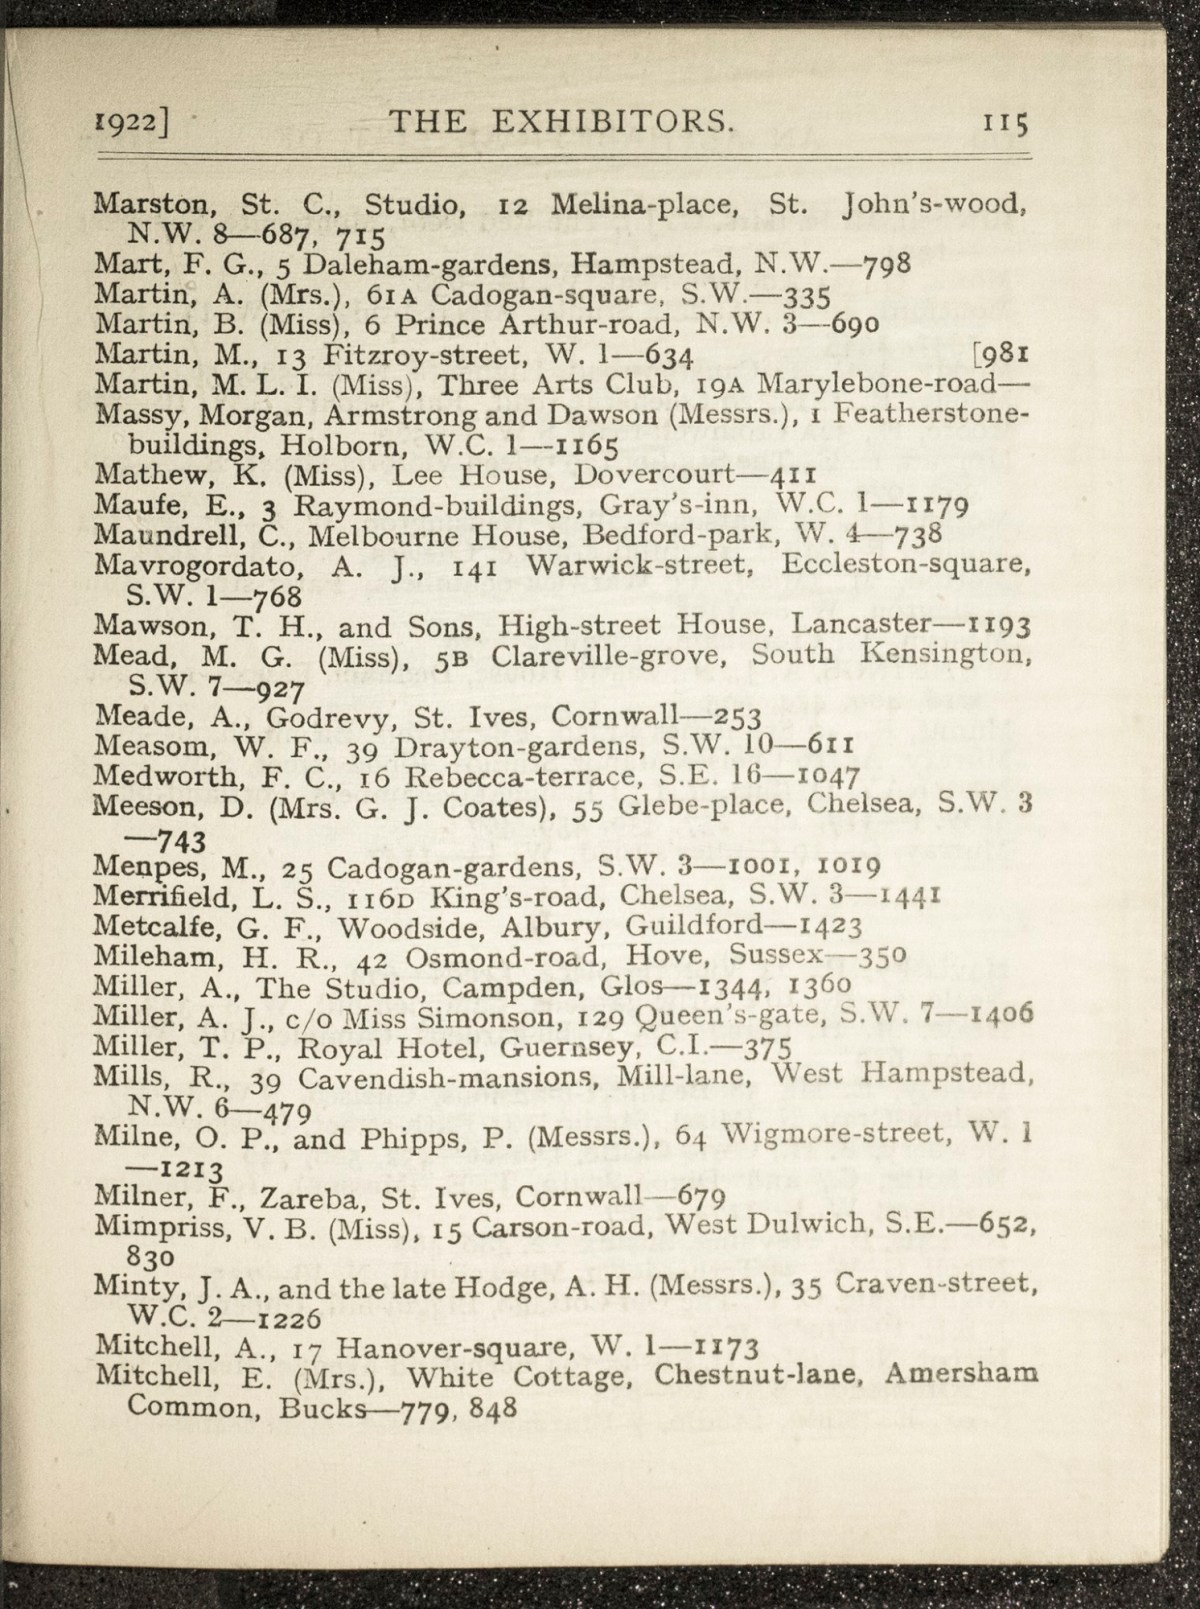 1922] THE EXHIBITORS. 115
Marston, St. C., Studio, 12 Melina-place, St. John's-wood,
N.W. 8—687, 715
Mart, F. G., 5 Daleham-gardens, Hampstead, N.W.—798
Martin, A. (Mrs.), 61A Cadogan-square, S.W.—335
Martin, B. (Miss), 6 Prince Arthur-road, N.W. 3—690
Martin, M., 13 Fitzroy-street, W. 1—634 [981
Martin, M. L. I. (Miss), Three Arts Club, 19A Marylebone-road—
Massy, Morgan, Armstrong and Dawson (Messrs.), 1 Featherstone-
buildings, Holborn, W.C. 1—1165
Mathew, K. (Miss), Lee House, Dovercourt—411
Maufe, E., 3 Raymond-buildings, Gray's-inn, W.C. 1—1179
Maundrell, C., Melbourne House, Bedford-park, W. 4—738
Mavrogordato, A. J., 141 Warwick-street, Eccleston-square,
S.W. 1—768
Mawson, T. H., and Sons, High-street House, Lancaster—1193
Mead, M. G. (Miss), 5B Clareville-grove, South Kensington,
S.W. 7—927
Meade, A., Godrevy, St. Ives, Cornwall—253
Measom, W. F., 39 Drayton-gardens, S.W. 10—611
Medworth, F. C., 16 Rebecca-terrace, S.E. 16—1047
Meeson, D. (Mrs. G. J. Coates), 55 Glebe-place, Chelsea, S.W. 3
—743
Menpes, M., 25 Cadogan-gardens, S.W. 3—1001, 1019
Merrifield, L. S., 116D King's-road, Chelsea, S.W. 3—1441
Metcalfe, G. F., Woodside, Albury, Guildford—1423
Mileham, H. R., 42 Osmond-road, Hove, Sussex—350
Miller, A., The Studio, Campden, Glos—1344, 1360
Miller, A. J., c/o Miss Simonson, 129 Queen's-gate, S.W. 7—1406
Miller, T. P., Royal Hotel, Guernsey, C.I.—375
Mills, R., 39 Cavendish-mansions, Mill-lane, West Hampstead,
N.W. 6—479
Milne, O. P., and Phipps, P. (Messrs.), 64 Wigmore-street, W. 1
—1213
Milner, F., Zareba, St. Ives, Cornwall—679
Mimpriss, V. B. (Miss), 15 Carson-road, West Dulwich, S.E.—652,
830
Minty, J. A., and the late Hodge, A. H. (Messrs.), 35 Craven-street,
W.C. 2—1226
Mitchell, A., 17 Hanover-square, W. 1—1173
Mitchell, E. (Mrs.), White Cottage, Chestnut-lane, Amersham
Common, Bucks—779, 848